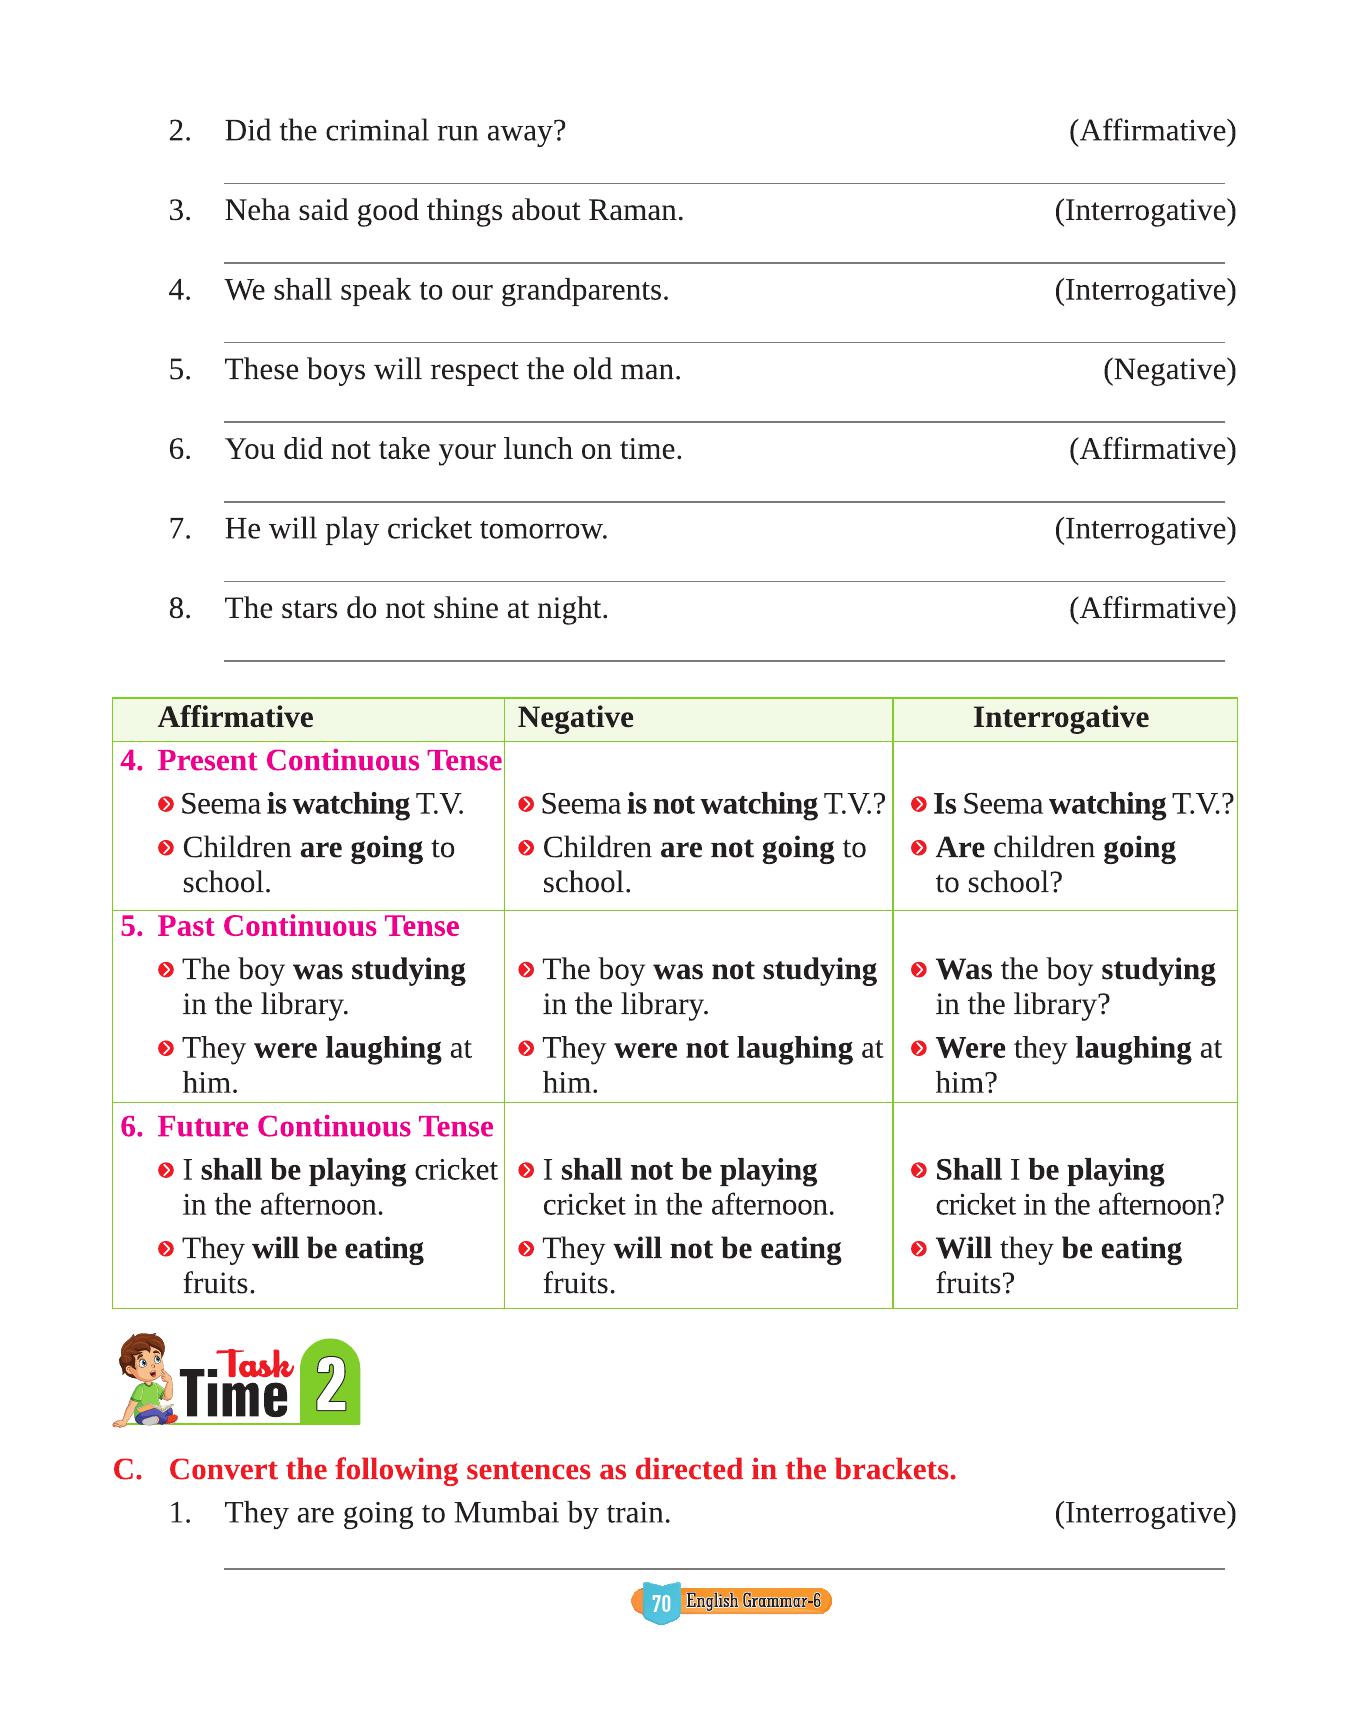 2. Did the criminal run away? (Affirmative)
3. Neha said good things about Raman. (Interrogative)
4. We shall speak to our grandparents. (Interrogative)
5. These boys will respect the old man. (Negative)
6. You did not take your lunch on time. (Affirmative)
7. He will play cricket tomorrow. (Interrogative)
8. The stars do not shine at night. (Affirmative)
Affirmative Negative Interrogative
4. Present Continuous Tense
Seema is watching T.V. Seema is not watching T.V.? Is Seema watching T.V.?
Children are going to Children are not going to Are children going
school. school. to school?
5. Past Continuous Tense
The boy was studying The boy was not studying Was the boy studying
in the library. in the library. in the library?
They were laughing at They were not laughing at Were they laughing at
him. him. him?
6. Future Continuous Tense
I shall be playing cricket I shall not be playing Shall I be playing
in the afternoon. cricket in the afternoon. cricket in the afternoon?
They will be eating They will not be eating Will they be eating
fruits. fruits. fruits?
Task
Time 2
C. Convert the following sentences as directed in the brackets.
1. They are going to Mumbai by train. (Interrogative)
70 English Grammar-6